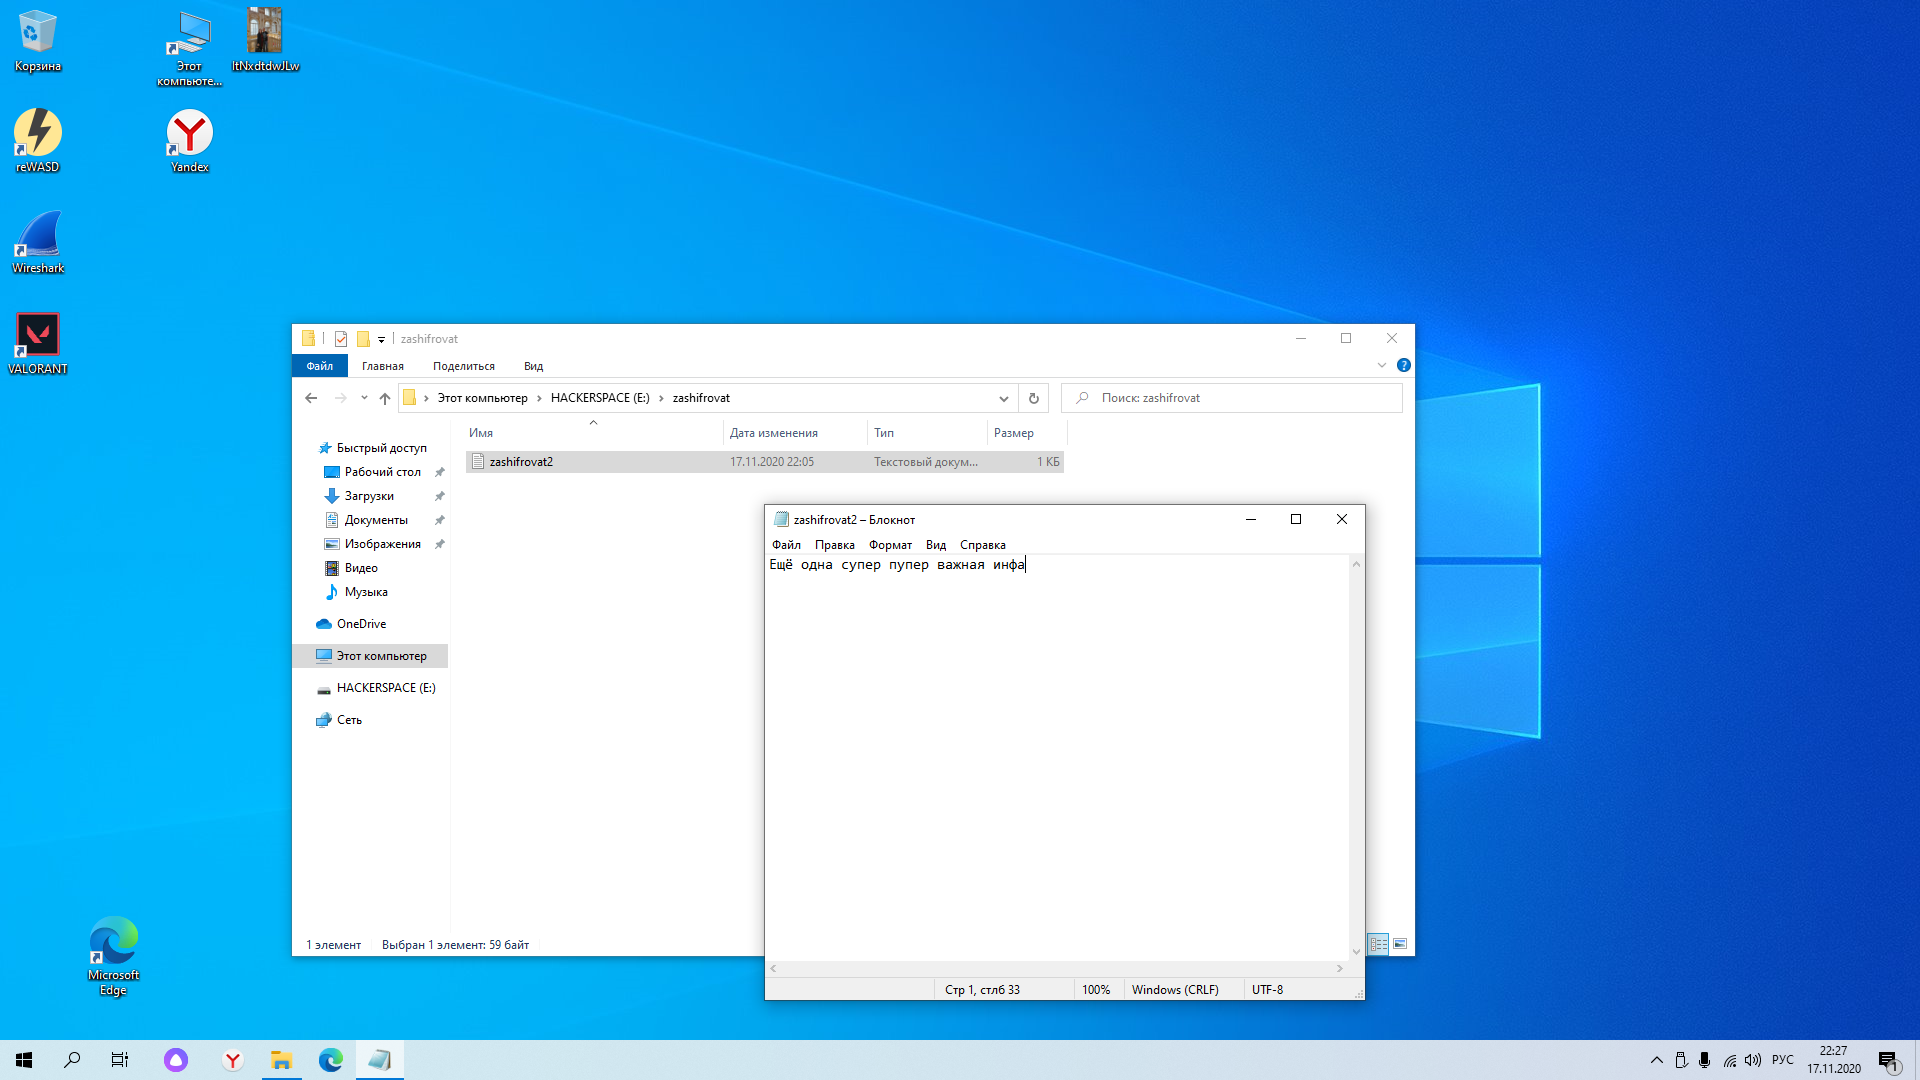 Корзина
Этот
компьюте...
ltNxdtdwJLw
reWASD
Yandex
Wireshark
VALORANT
Microsoft
Edge
zashifrovat
Файл
Главная
Поделиться
Вид
Этот компьютер
HACKERSPACE (E:)
zashifrovat
Поиск: zashifrovat
Имя
Дата изменения
Тип
Размер
zashifrovat2
17.11.2020 22:05
Текстовый докум...
1 КБ
Быстрый доступ
Рабочий стол
Загрузки
Документы
Изображения
Видео
Музыка
OneDrive
Этот компьютер
HACKERSPACE (E:)
Сеть
1 элемент
Выбран 1 элемент: 59 байт
zashifrovat2 – Блокнот
Файл
Правка
Формат
Вид
Справка
Ещё одна супер пупер важная инфа
Стр 1, стлб 33
100%
Windows (CRLF)
UTF-8
РУС
22:27
17.11.2020
1